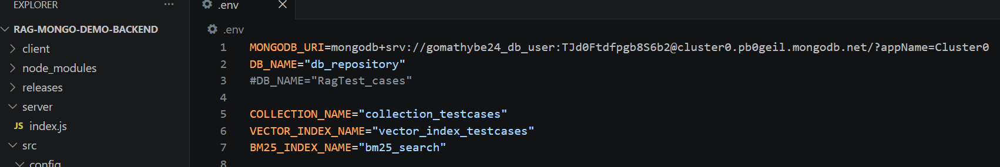 EXPLORER ...
.env
RAG-MONGO-DEMO-BACKEND
client
node_modules
releases
server
JS index.js
src
config
.env
1 MONGODB_URI=mongodb+srv://gomathybe24_db_user:TJd0Ftdfpgb8S6b2@cluster0.pb0geil.mongodb.net/?appName=Cluster0
2 DB_NAME="db_repository"
3 #DB_NAME="RagTest_cases"
4
5 COLLECTION_NAME="collection_testcases"
6 VECTOR_INDEX_NAME="vector_index_testcases"
7 BM25_INDEX_NAME="bm25_search"
8